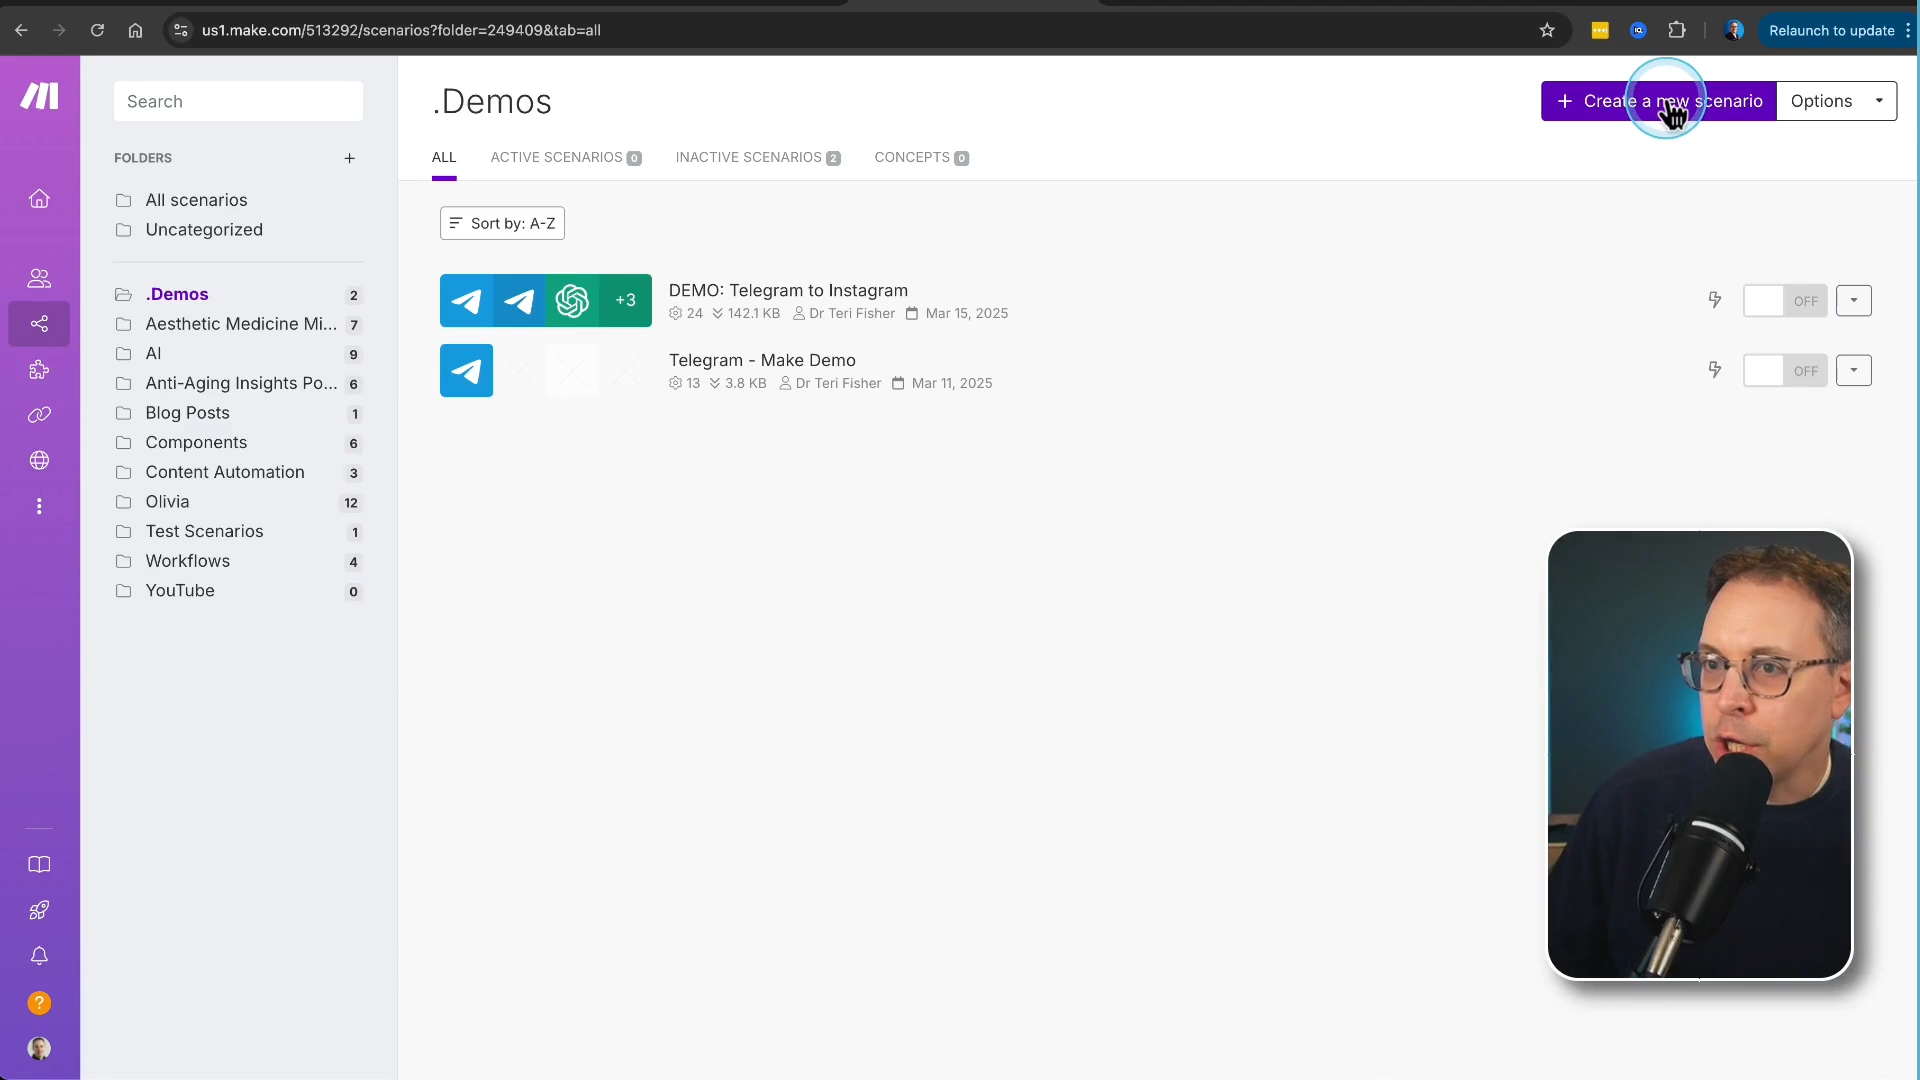 us1.make.com/513292/scenarios?folder=249409&tab=all
Relaunch to update
Search
FOLDERS
All scenarios
Uncategorized
.Demos 2
Aesthetic Medicine Mi... 7
AI 9
Anti-Aging Insights Po... 6
Blog Posts 1
Components 6
Content Automation 3
Olivia 12
Test Scenarios 1
Workflows 4
YouTube 0
.Demos
+ Create a new scenario
Options
ALL
ACTIVE SCENARIOS 0
INACTIVE SCENARIOS 2
CONCEPTS 0
Sort by: A-Z
+3
DEMO: Telegram to Instagram
24 142.1 KB Dr Teri Fisher Mar 15, 2025
OFF
Telegram - Make Demo
13 3.8 KB Dr Teri Fisher Mar 11, 2025
OFF
?